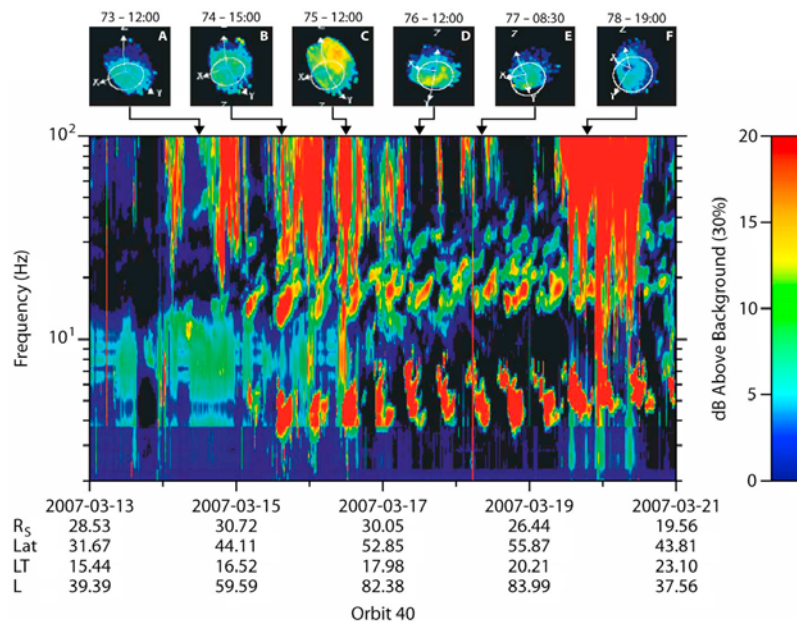 73 – 12:00 74 – 15:00 75 – 12:00 76 – 12:00 77 – 08:30 78 – 19:00
A B C D E F
Z Z Z Z
X X X X X
Y Y Y Y Y
Z Z
10² 20
15
Frequency (Hz) 10¹ 10 dB Above Background (30%)
5
0
2007-03-13 2007-03-15 2007-03-17 2007-03-19 2007-03-21
R_S 28.53 30.72 30.05 26.44 19.56
Lat 31.67 44.11 52.85 55.87 43.81
LT 15.44 16.52 17.98 20.21 23.10
L 39.39 59.59 82.38 83.99 37.56
Orbit 40